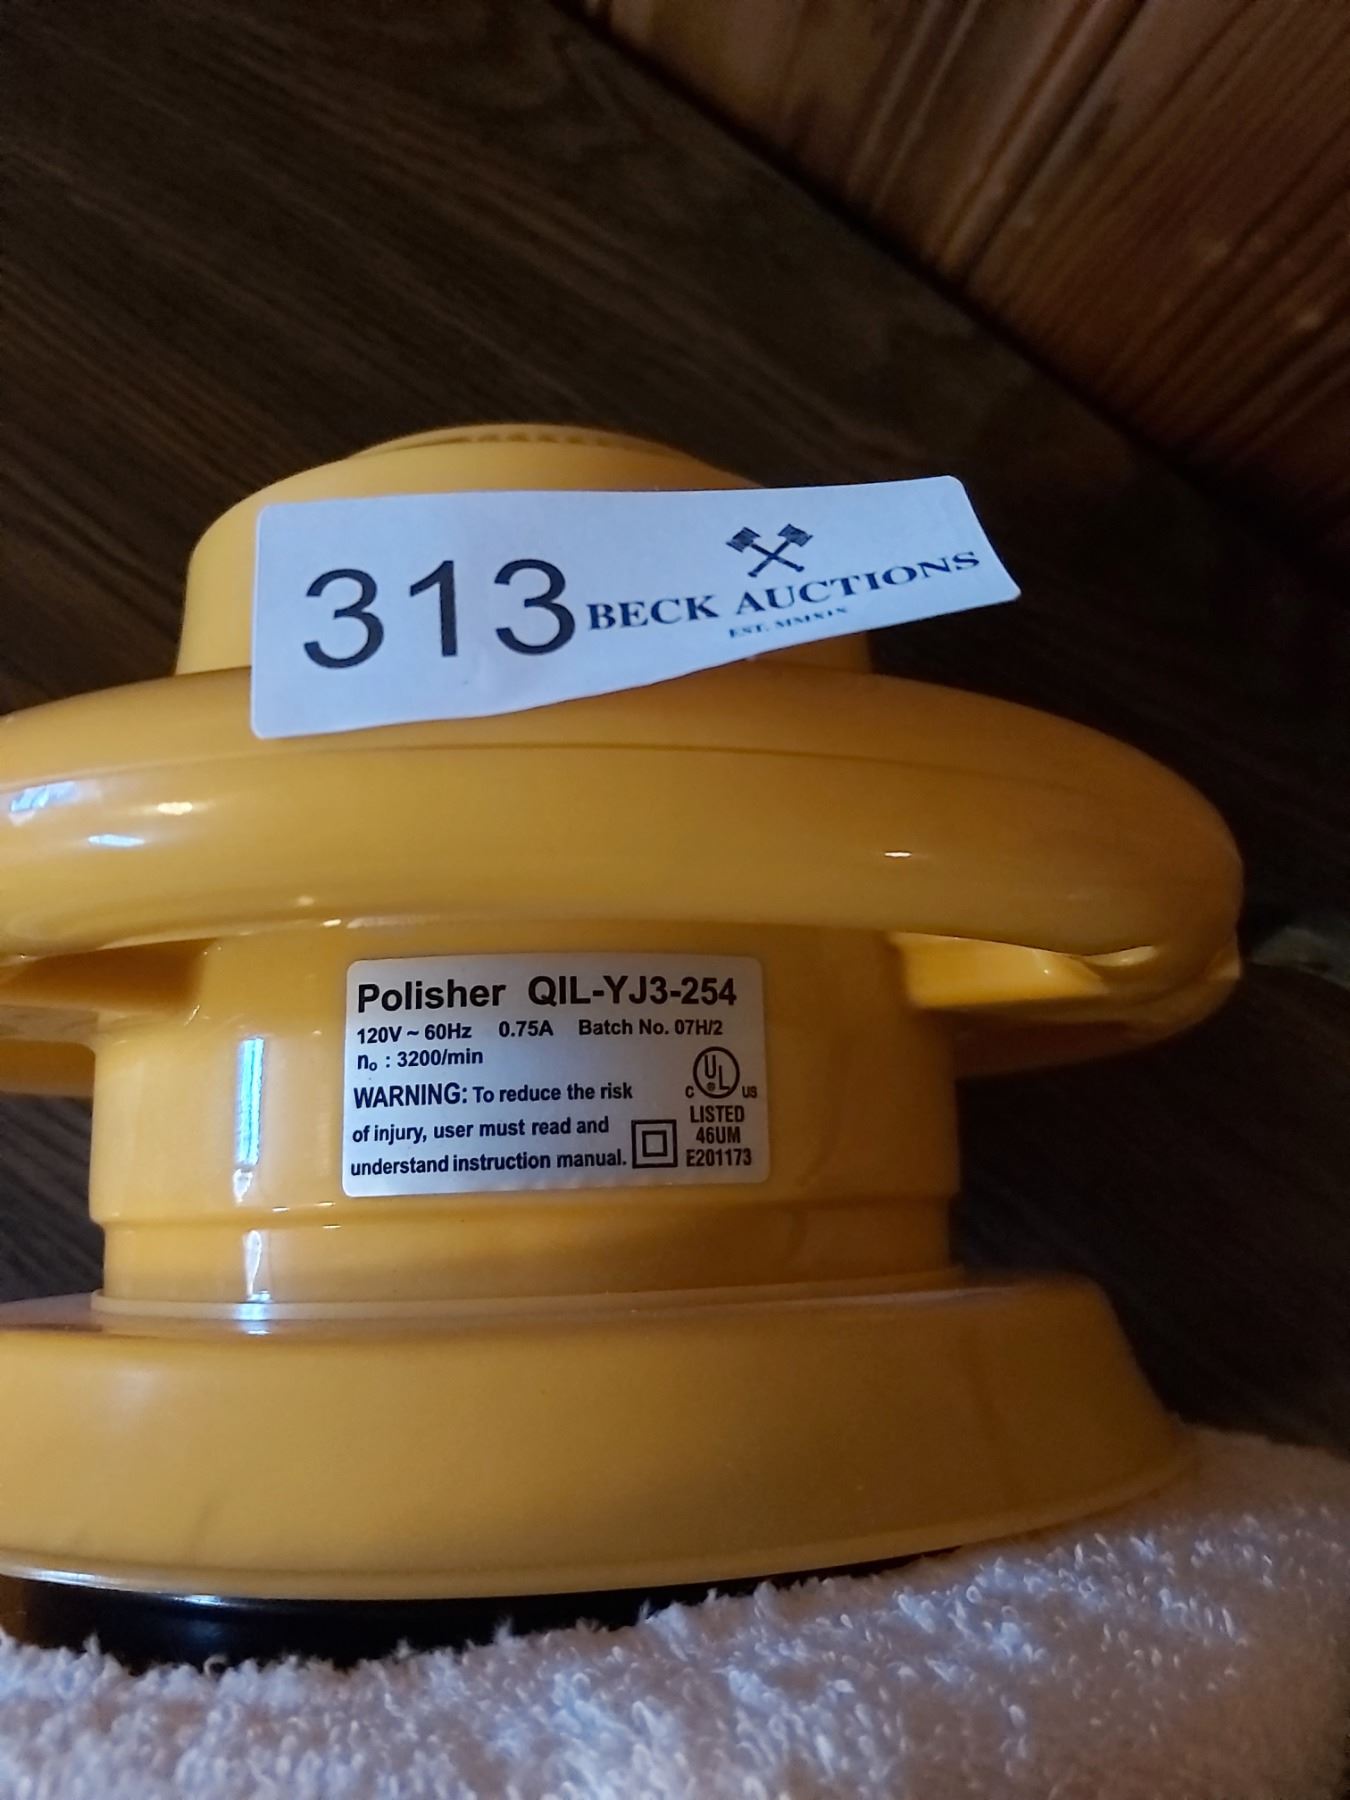 313 BECK AUCTIONS
EST. MMXIX
Polisher QIL-YJ3-254
120V ~ 60Hz 0.75A Batch No. 07H/2
no : 3200/min
WARNING: To reduce the risk
of injury, user must read and
understand instruction manual.
C UL ® US
LISTED
46UM
E201173